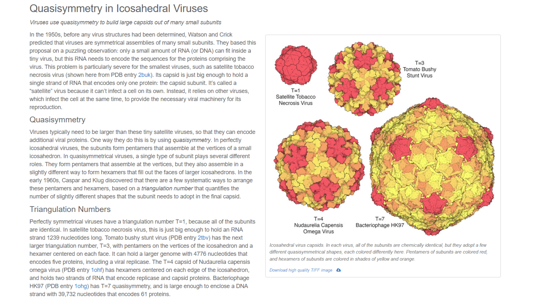 Quasisymmetry in Icosahedral Viruses
Viruses use quasisymmetry to build large capsids out of many small subunits
In the 1950s, before any virus structures had been determined, Watson and Crick
predicted that viruses are symmetrical assemblies of many small subunits. They based this
proposal on a puzzling observation: only a small amount of RNA (or DNA) can fit inside a
tiny virus, but this RNA needs to encode the sequences for the proteins comprising the
virus. This problem is particularly severe for the smallest viruses, such as satellite tobacco
necrosis virus (shown here from PDB entry 2buk). Its capsid is just big enough to hold a
single strand of RNA that encodes only one protein: the capsid subunit. It's called a
"satellite" virus because it can't infect a cell on its own. Instead, it relies on other viruses,
which infect the cell at the same time, to provide the necessary viral machinery for its
reproduction.
Quasisymmetry
Viruses typically need to be larger than these tiny satellite viruses, so that they can encode
additional viral proteins. One way they do this is by using quasisymmetry. In perfectly
icosahedral viruses, the subunits form pentamers that assemble at the vertices of a small
icosahedron. In quasisymmetrical viruses, a single type of subunit plays several different
roles. They form pentamers that assemble at the vertices, but they also assemble in a
slightly different way to form hexamers that fill out the faces of larger icosahedrons. In the
early 1960s, Caspar and Klug discovered that there are a few systematic ways to arrange
these pentamers and hexamers, based on a triangulation number that quantifies the
number of slightly different shapes that the subunit needs to adopt in the final capsid.
Triangulation Numbers
Perfectly symmetrical viruses have a triangulation number T=1, because all of the subunits
are identical. In satellite tobacco necrosis virus, this is just big enough to hold an RNA
strand 1239 nucleotides long. Tomato bushy stunt virus (PDB entry 2tbv) has the next
larger triangulation number, T=3, with pentamers on the vertices of the icosahedron and a
hexamer centered on each face. It can hold a larger genome with 4776 nucleotides that
encodes five proteins, including a viral replicase. The T=4 capsid of Nudaurelia capensis
omega virus (PDB entry 1ohf) has hexamers centered on each edge of the icosahedron,
and holds two strands of RNA that encode replicase and capsid proteins. Bacteriophage
HK97 (PDB entry 1ohg) has T=7 quasisymmetry, and is large enough to enclose a DNA
strand with 39,732 nucleotides that encodes 61 proteins.
T=1
Satellite Tobacco
Necrosis Virus
T=3
Tomato Bushy
Stunt Virus
T=4
Nudaurelia Capensis
Omega Virus
T=7
Bacteriophage HK97
Icosahedral virus capsids. In each virus, all of the subunits are chemically identical, but they adopt a few
different quasisymmetrical shapes, each colored differently here. Pentamers of subunits are colored red,
and hexamers of subunits are colored in shades of yellow and orange.
Download high quality TIFF image